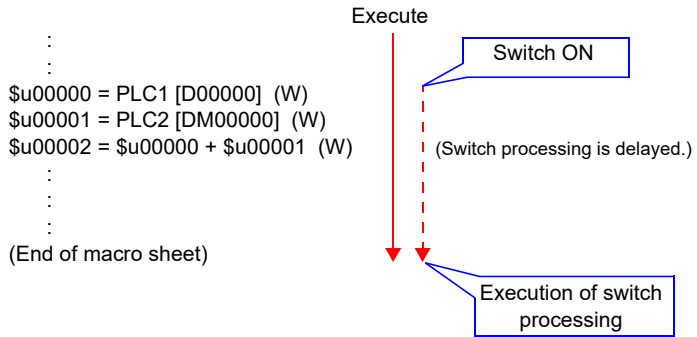 Execute
:
Switch ON
:
$u00000 = PLC1 [D00000]  (W)
$u00001 = PLC2 [DM00000]  (W)
$u00002 = $u00000 + $u00001  (W)
(Switch processing is delayed.)
:
:
:
(End of macro sheet)
Execution of switch
processing